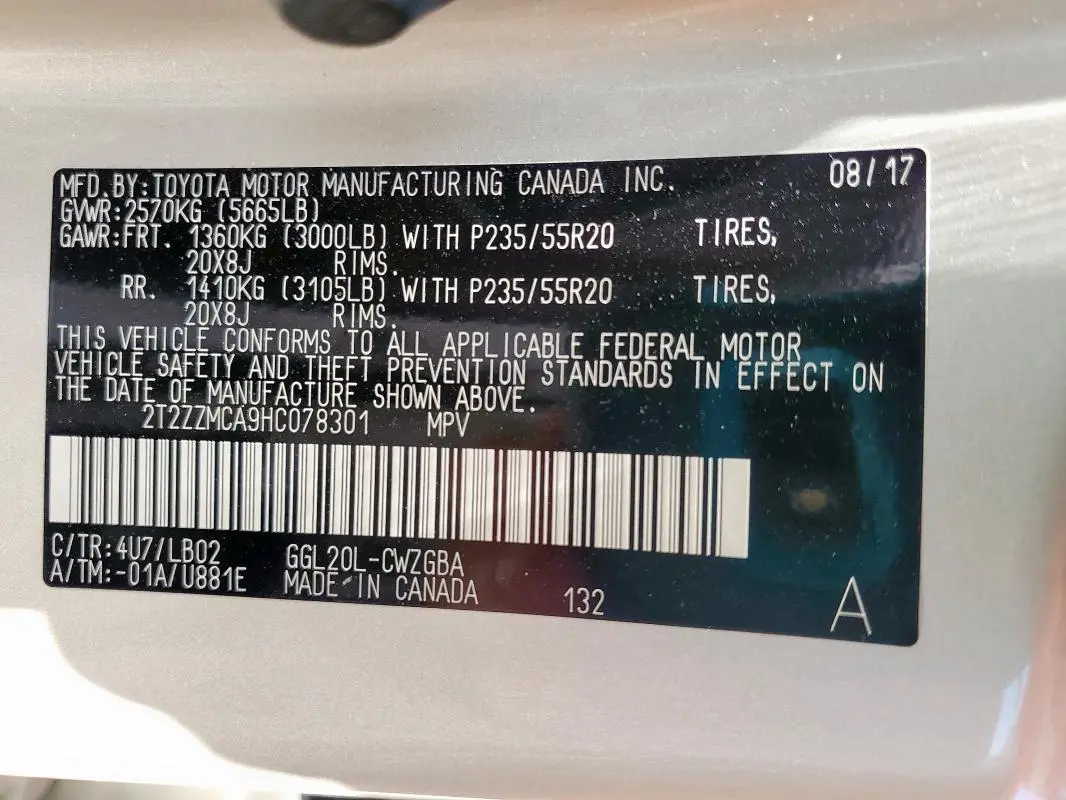 MFD.BY:TOYOTA MOTOR MANUFACTURING CANADA INC. 08/17
GVWR:2570KG (5665LB)
GAWR:FRT. 1360KG (3000LB) WITH P235/55R20 TIRES,
20X8J RIMS.
RR. 1410KG (3105LB) WITH P235/55R20 TIRES,
20X8J RIMS.
THIS VEHICLE CONFORMS TO ALL APPLICABLE FEDERAL MOTOR
VEHICLE SAFETY AND THEFT PREVENTION STANDARDS IN EFFECT ON
THE DATE OF MANUFACTURE SHOWN ABOVE.
2T2ZZMCA9HC078301 MPV
C/TR:4U7/LB02 GGL20L-CWZGBA
A/TM:-01A/U881E MADE IN CANADA 132 A